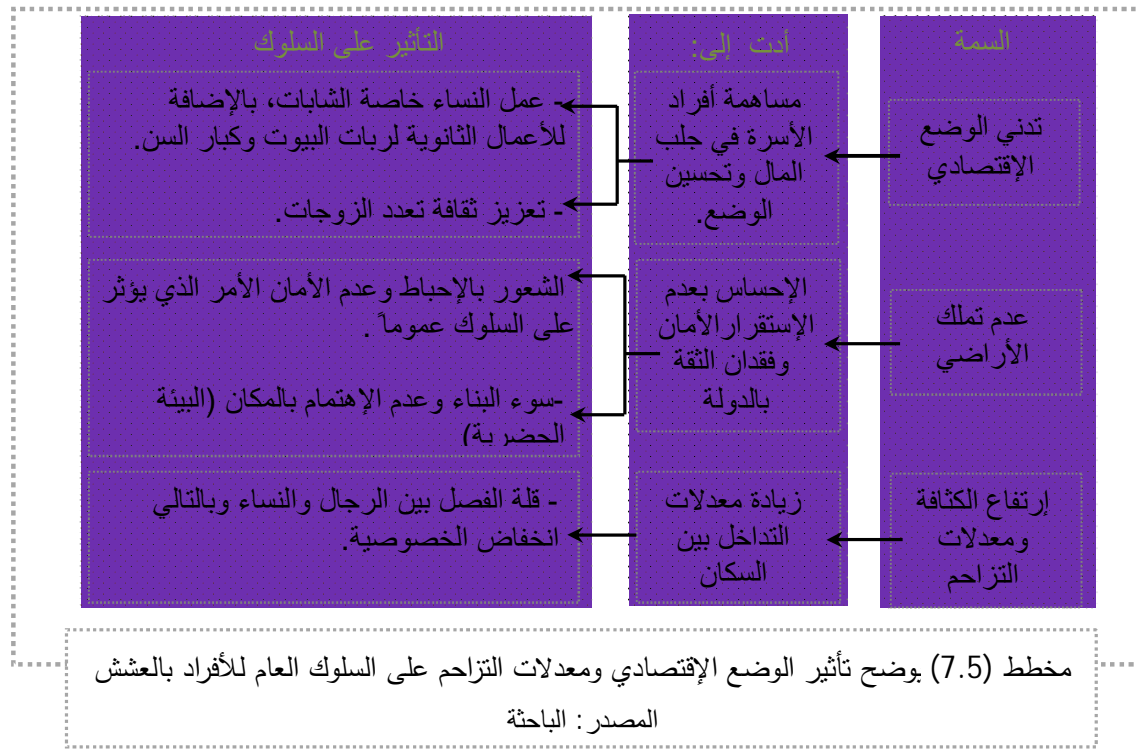 السمة
أدت إلى:
التأثير على السلوك
تدني الوضع
الإقتصادي
مساهمة أفراد
الأسرة في جلب
المال وتحسين
الوضع.
- عمل النساء خاصة الشابات، بالإضافة
للأعمال الثانوية لربات البيوت وكبار السن.
- تعزيز ثقافة تعدد الزوجات.
عدم تملك
الأراضي
الإحساس بعدم
الإستقرارالأمان
وفقدان الثقة
بالدولة
الشعور بالإحباط وعدم الأمان الأمر الذي يؤثر
على السلوك عموماً .
-سوء البناء وعدم الإهتمام بالمكان (البيئة
الحضرية)
إرتفاع الكثافة
ومعدلات
التزاحم
زيادة معدلات
التداخل بين
السكان
- قلة الفصل بين الرجال والنساء وبالتالي
انخفاض الخصوصية.
مخطط (7.5) يوضح تأثير الوضع الإقتصادي ومعدلات التزاحم على السلوك العام للأفراد بالعشش
المصدر: الباحثة